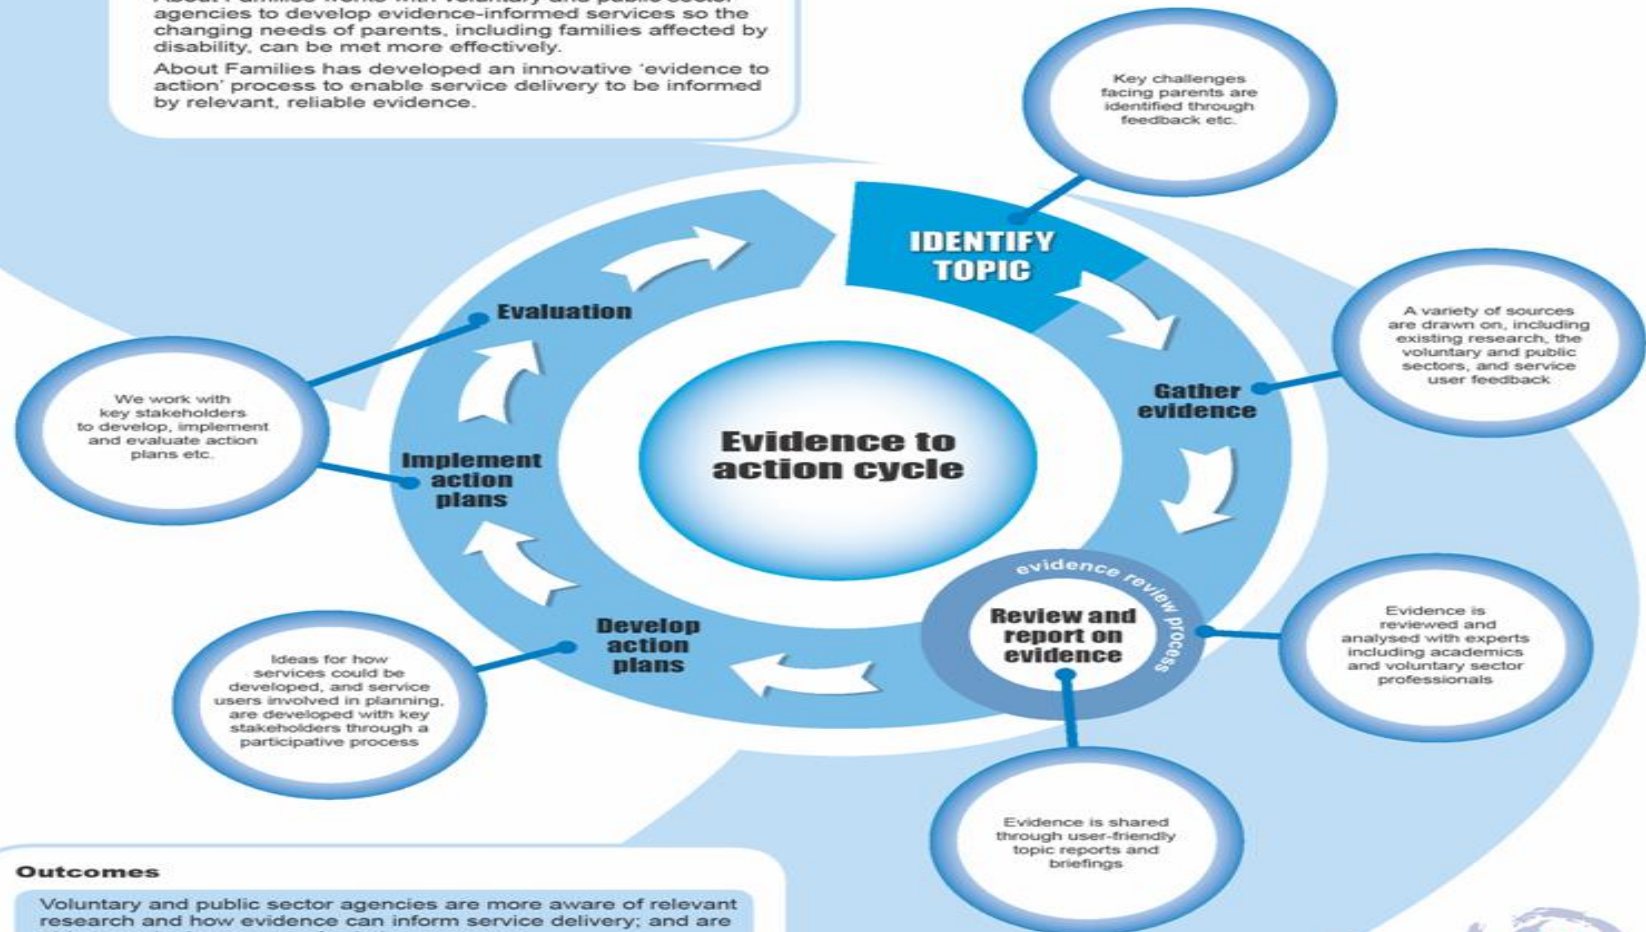 About Families works with voluntary and public sector
agencies to develop evidence-informed services so the
changing needs of parents, including families affected by
disability, can be met more effectively.
About Families has developed an innovative ‘evidence to
action’ process to enable service delivery to be informed
by relevant, reliable evidence.
Key challenges
facing parents are
identified through
feedback etc.
IDENTIFY
TOPIC
A variety of sources
are drawn on, including
existing research, the
voluntary and public
sectors, and service
user feedback
Gather
evidence
Evidence to
action cycle
evidence review process
Review and
report on
evidence
Evidence is
reviewed and
analysed with experts
including academics
and voluntary sector
professionals
Evidence is shared
through user-friendly
topic reports and
briefings
Develop
action
plans
Ideas for how
services could be
developed, and service
users involved in planning,
are developed with key
stakeholders through a
participative process
Implement
action
plans
Evaluation
We work with
key stakeholders
to develop, implement
and evaluate action
plans etc.
Outcomes
Voluntary and public sector agencies are more aware of relevant
research and how evidence can inform service delivery; and are